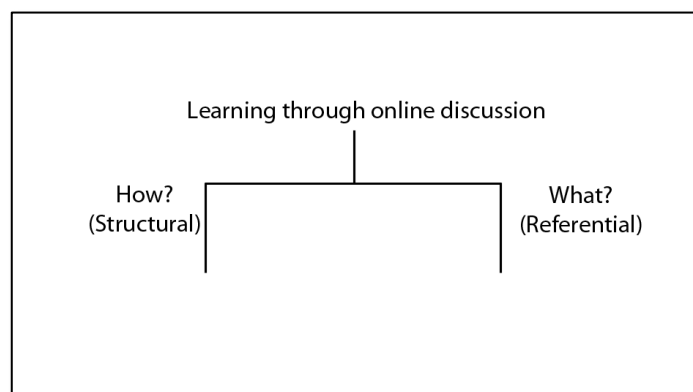 Learning through online discussion
How?
(Structural)
What?
(Referential)